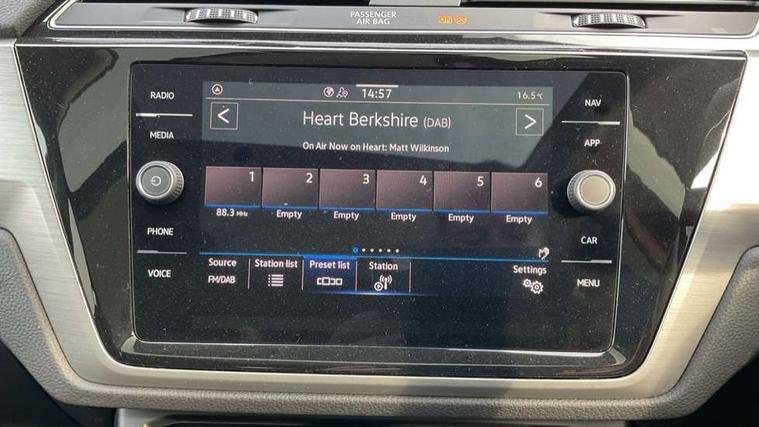 PASSENGER
AIR BAG
ON
RADIO
MEDIA
PHONE
VOICE
14:57
16.5°C
Heart Berkshire (DAB)
On Air Now on Heart: Matt Wilkinson
1 2 3 4 5 6
88.3 MHz Empty Empty Empty Empty Empty
Source Station list Preset list Station Settings
FM/DAB
NAV
APP
CAR
MENU